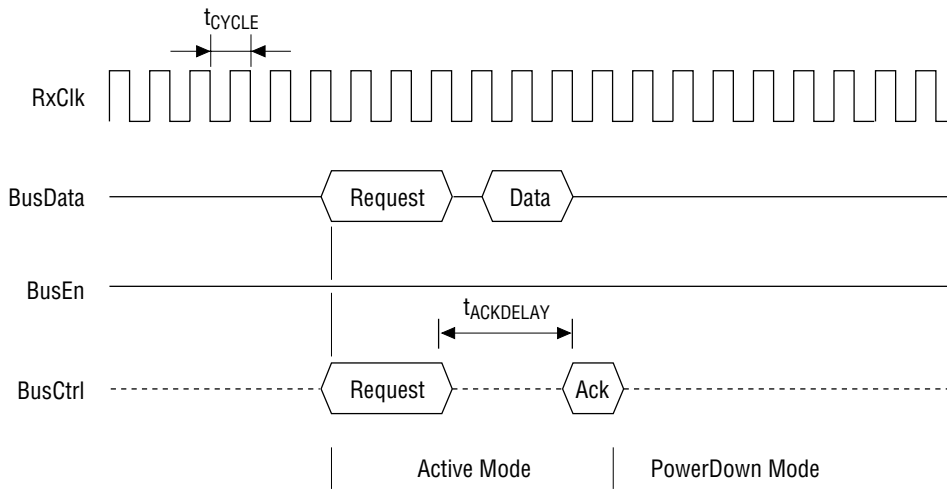 tCYCLE
RxClk
BusData
Request
Data
BusEn
tACKDELAY
BusCtrl
Request
Ack
Active Mode
PowerDown Mode